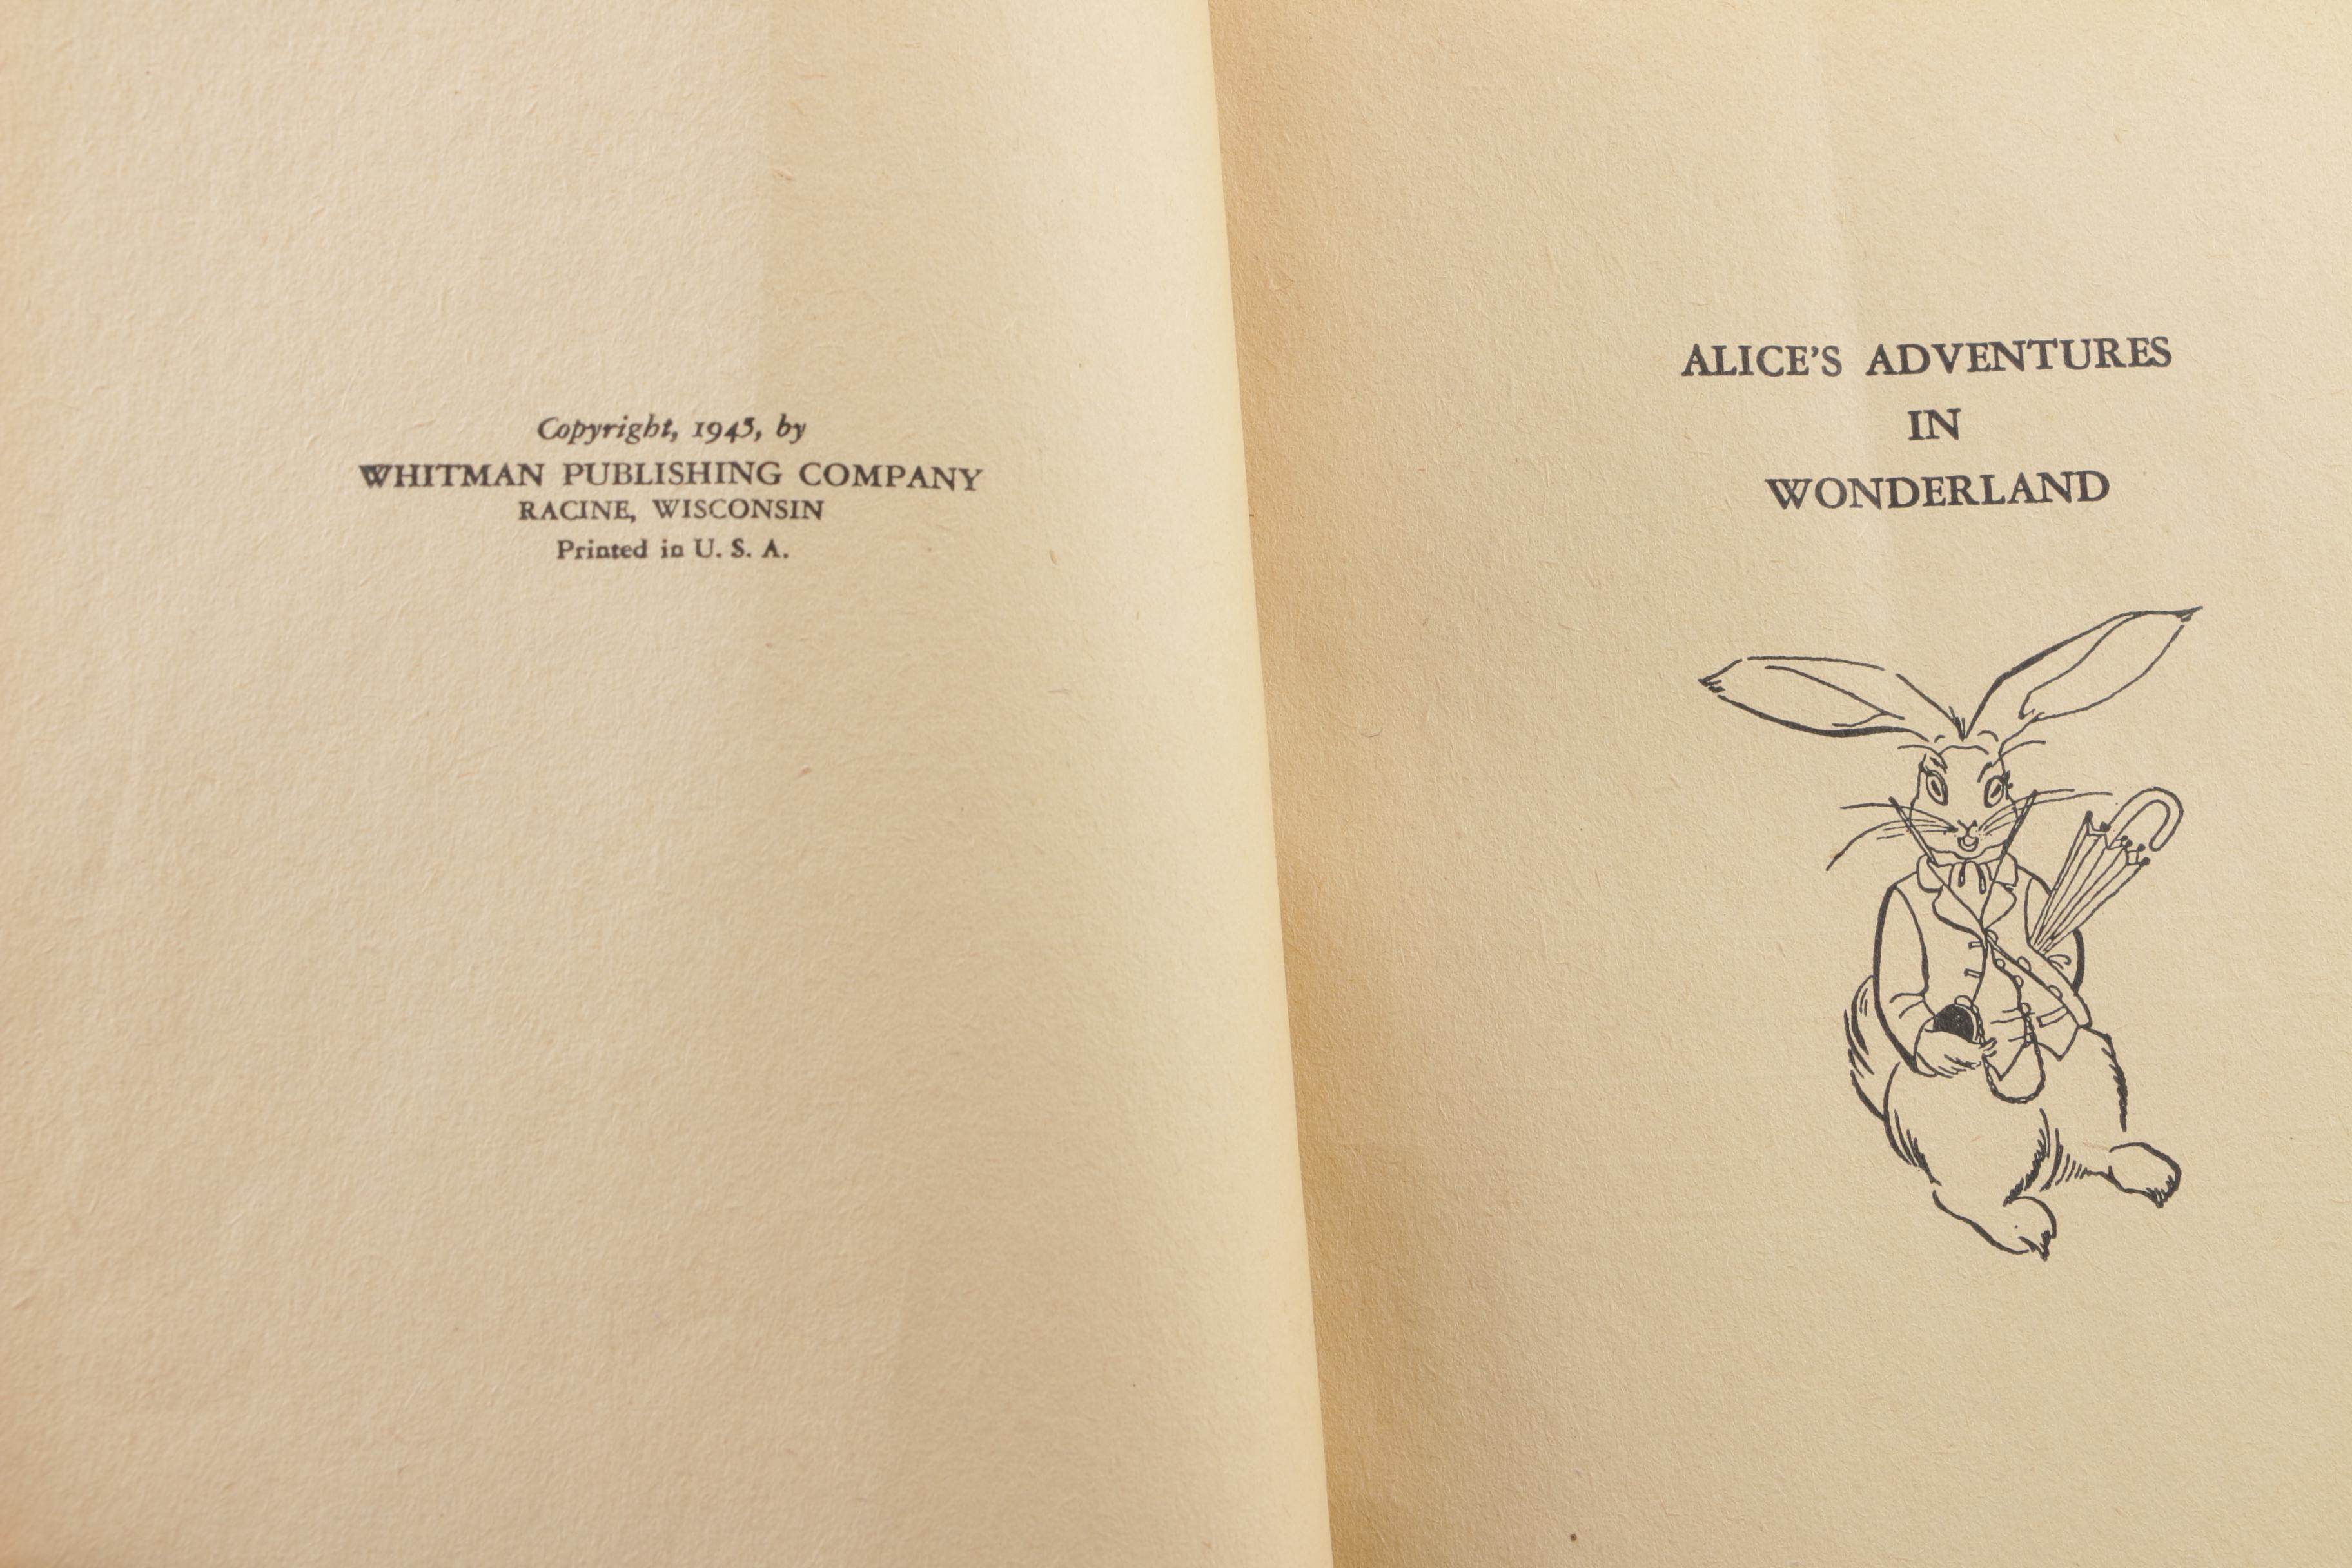 Copyright, 1945, by
WHITMAN PUBLISHING COMPANY
RACINE, WISCONSIN
Printed in U. S. A.
ALICE'S ADVENTURES
IN
WONDERLAND